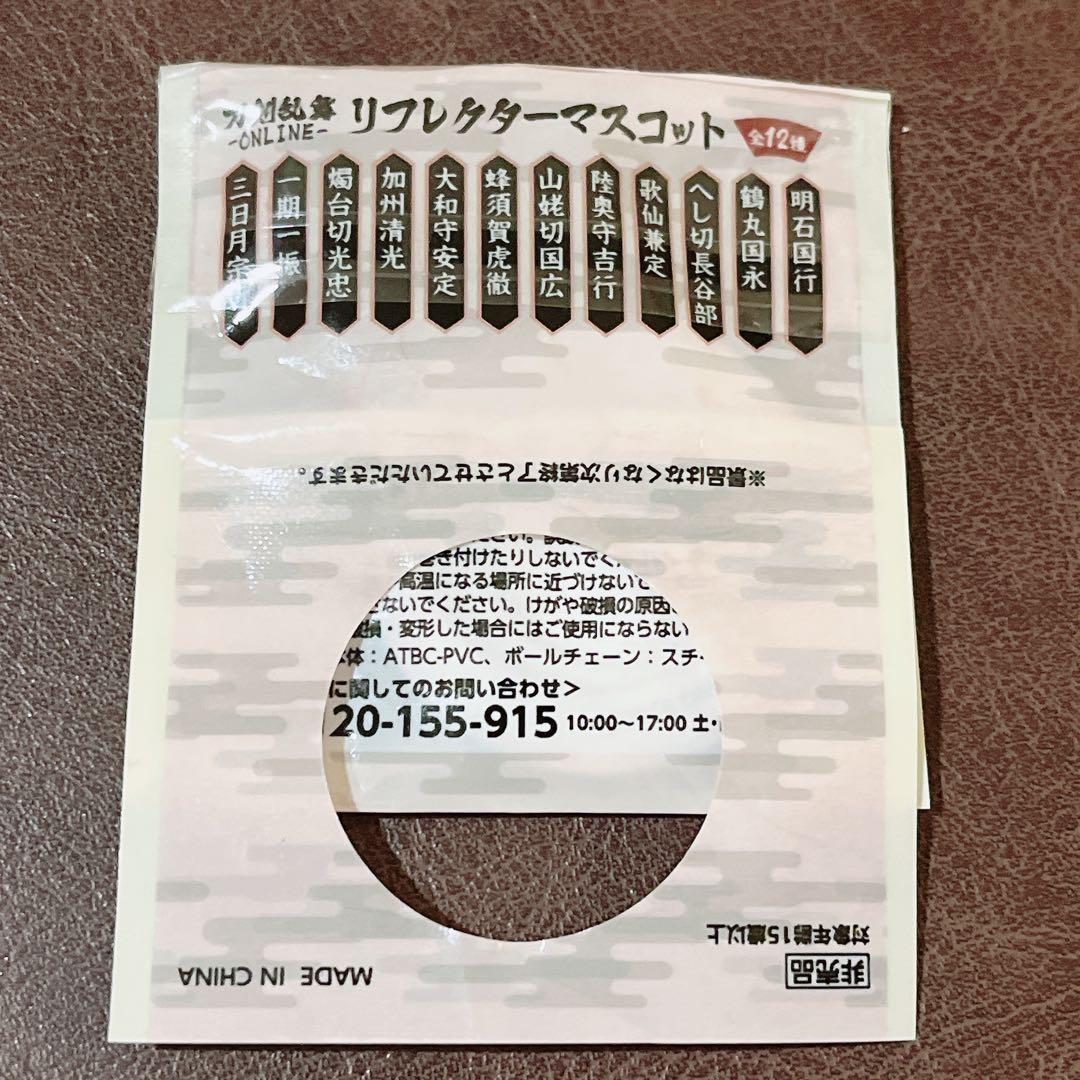 刀剣乱舞
-ONLINE-
リフレクターマスコット
全12種
明石国行
鶴丸国永
へし切長谷部
歌仙兼定
陸奥守吉行
山姥切国広
蜂須賀虎徹
大和守安定
加州清光
燭台切光忠
一期一振
三日月宗
※景品はなくなり次第終了とさせていただきます。
ださい。
き付けたりしないでく
高温になる場所に近づけないで
ないでください。けがや破損の原因
破損・変形した場合にはご使用にならない
体：ATBC-PVC、ボールチェーン：スチ
に関してのお問い合わせ＞
20-155-915 10:00～17:00 土・
対象年齢15歳以上
非売品
MADE IN CHINA